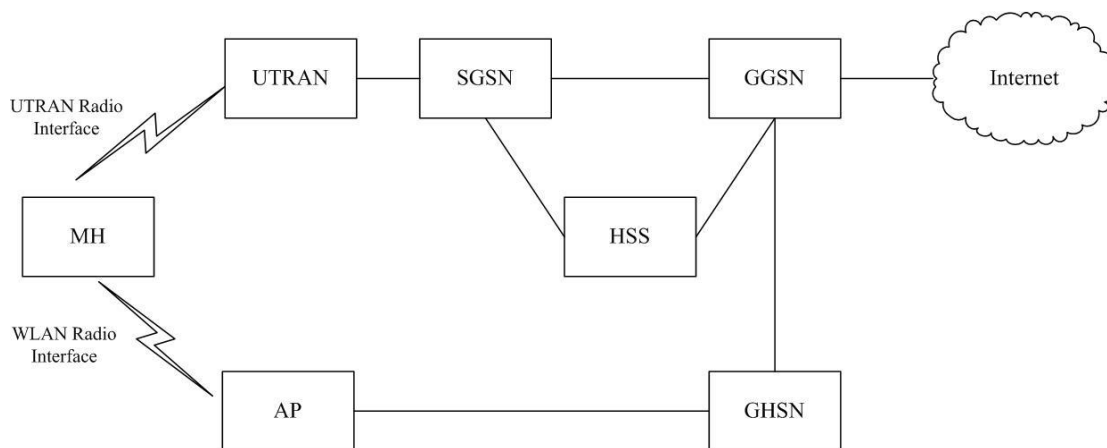 UTRAN
SGSN
GGSN
Internet
UTRAN Radio
Interface
MH
HSS
WLAN Radio
Interface
AP
GHSN